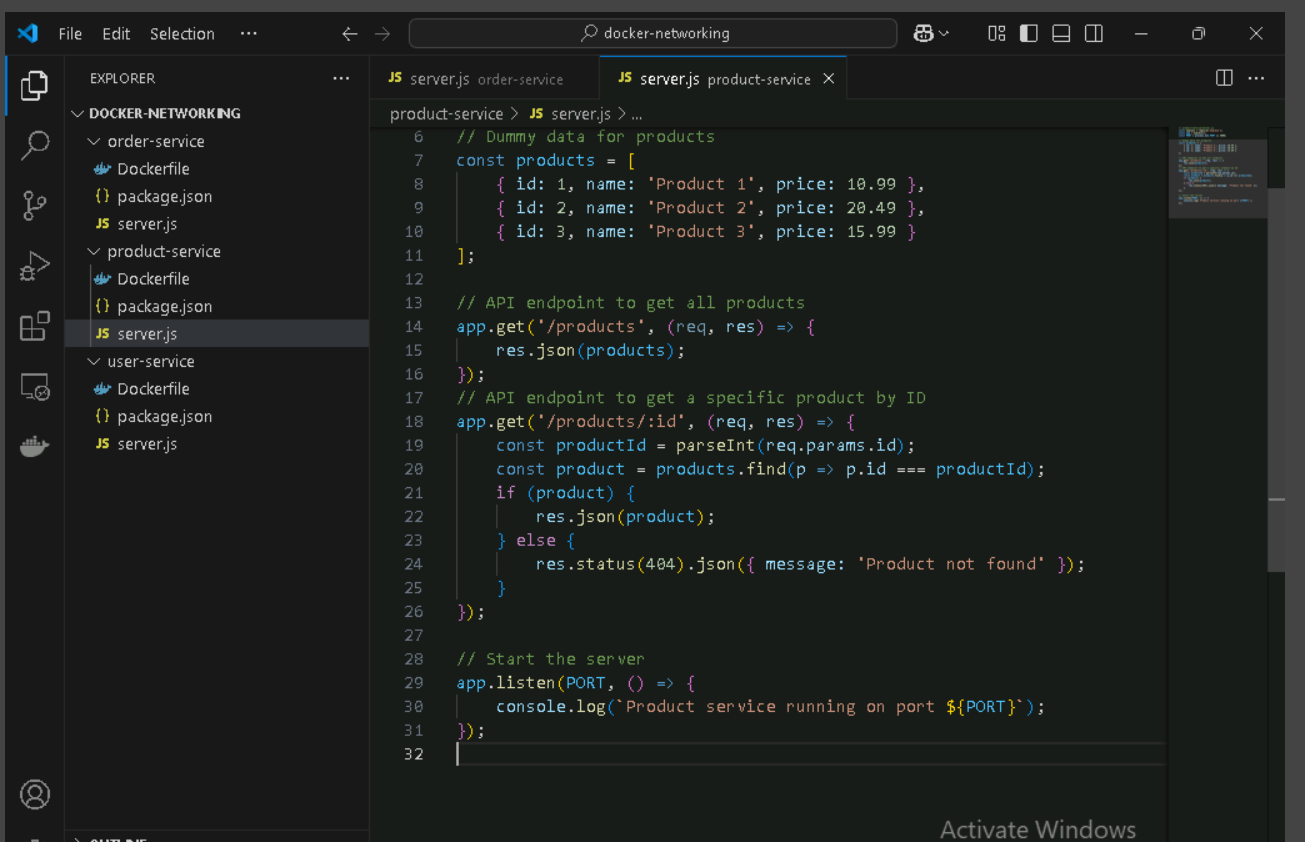 File Edit Selection ··· docker-networking
EXPLORER ···
DOCKER-NETWORKING
order-service
Dockerfile
{} package.json
JS server.js
product-service
Dockerfile
{} package.json
JS server.js
user-service
Dockerfile
{} package.json
JS server.js
JS server.js order-service
JS server.js product-service
product-service > JS server.js > ...
6 // Dummy data for products
7 const products = [
8 { id: 1, name: 'Product 1', price: 10.99 },
9 { id: 2, name: 'Product 2', price: 20.49 },
10 { id: 3, name: 'Product 3', price: 15.99 }
11 ];
12
13 // API endpoint to get all products
14 app.get('/products', (req, res) => {
15 res.json(products);
16 });
17 // API endpoint to get a specific product by ID
18 app.get('/products/:id', (req, res) => {
19 const productId = parseInt(req.params.id);
20 const product = products.find(p => p.id === productId);
21 if (product) {
22 res.json(product);
23 } else {
24 res.status(404).json({ message: 'Product not found' });
25 }
26 });
27
28 // Start the server
29 app.listen(PORT, () => {
30 console.log(`Product service running on port ${PORT}`);
31 });
32
OUTLINE
Activate Windows